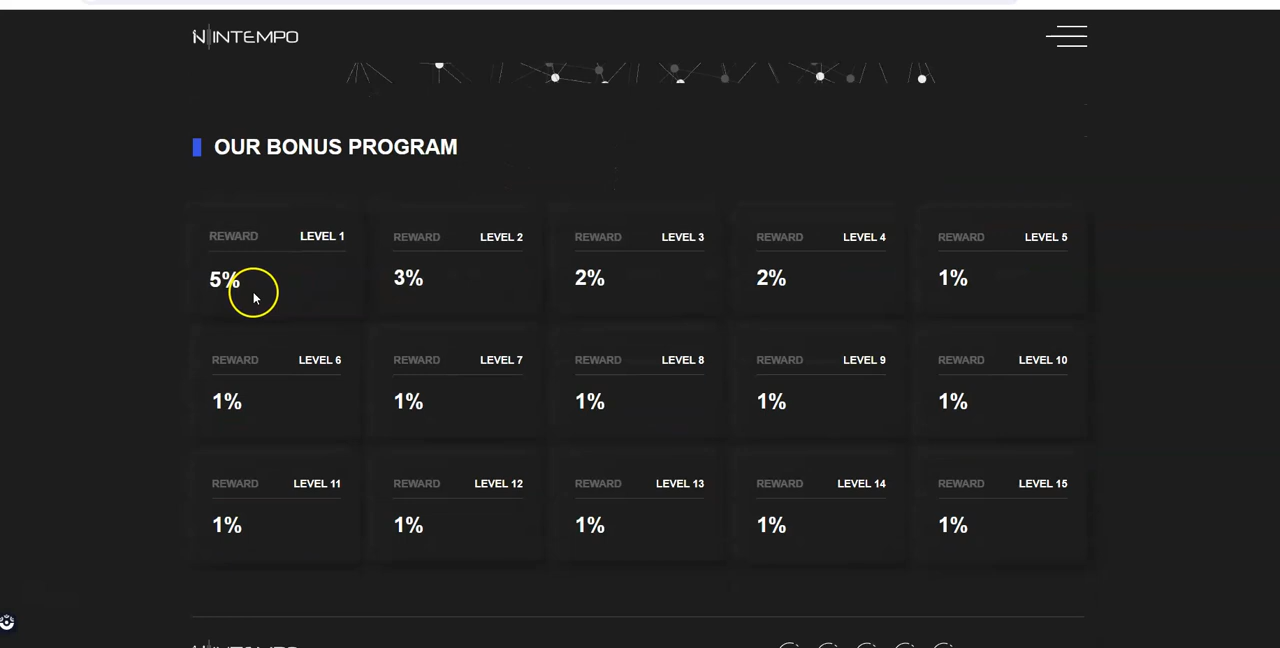 NINTEMPO
OUR BONUS PROGRAM
REWARD LEVEL 1
5%
REWARD LEVEL 2
3%
REWARD LEVEL 3
2%
REWARD LEVEL 4
2%
REWARD LEVEL 5
1%
REWARD LEVEL 6
1%
REWARD LEVEL 7
1%
REWARD LEVEL 8
1%
REWARD LEVEL 9
1%
REWARD LEVEL 10
1%
REWARD LEVEL 11
1%
REWARD LEVEL 12
1%
REWARD LEVEL 13
1%
REWARD LEVEL 14
1%
REWARD LEVEL 15
1%